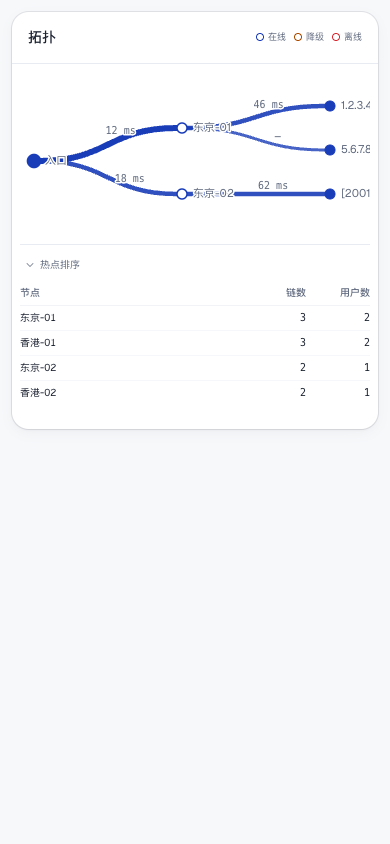 拓扑
在线 降级 离线
46 ms 1.2.3.4
12 ms 东京-01
— 5.6.7.8
入口
18 ms 62 ms
东京-02 [2001
热点排序
节点 链数 用户数
东京-01 3 2
香港-01 3 2
东京-02 2 1
香港-02 2 1